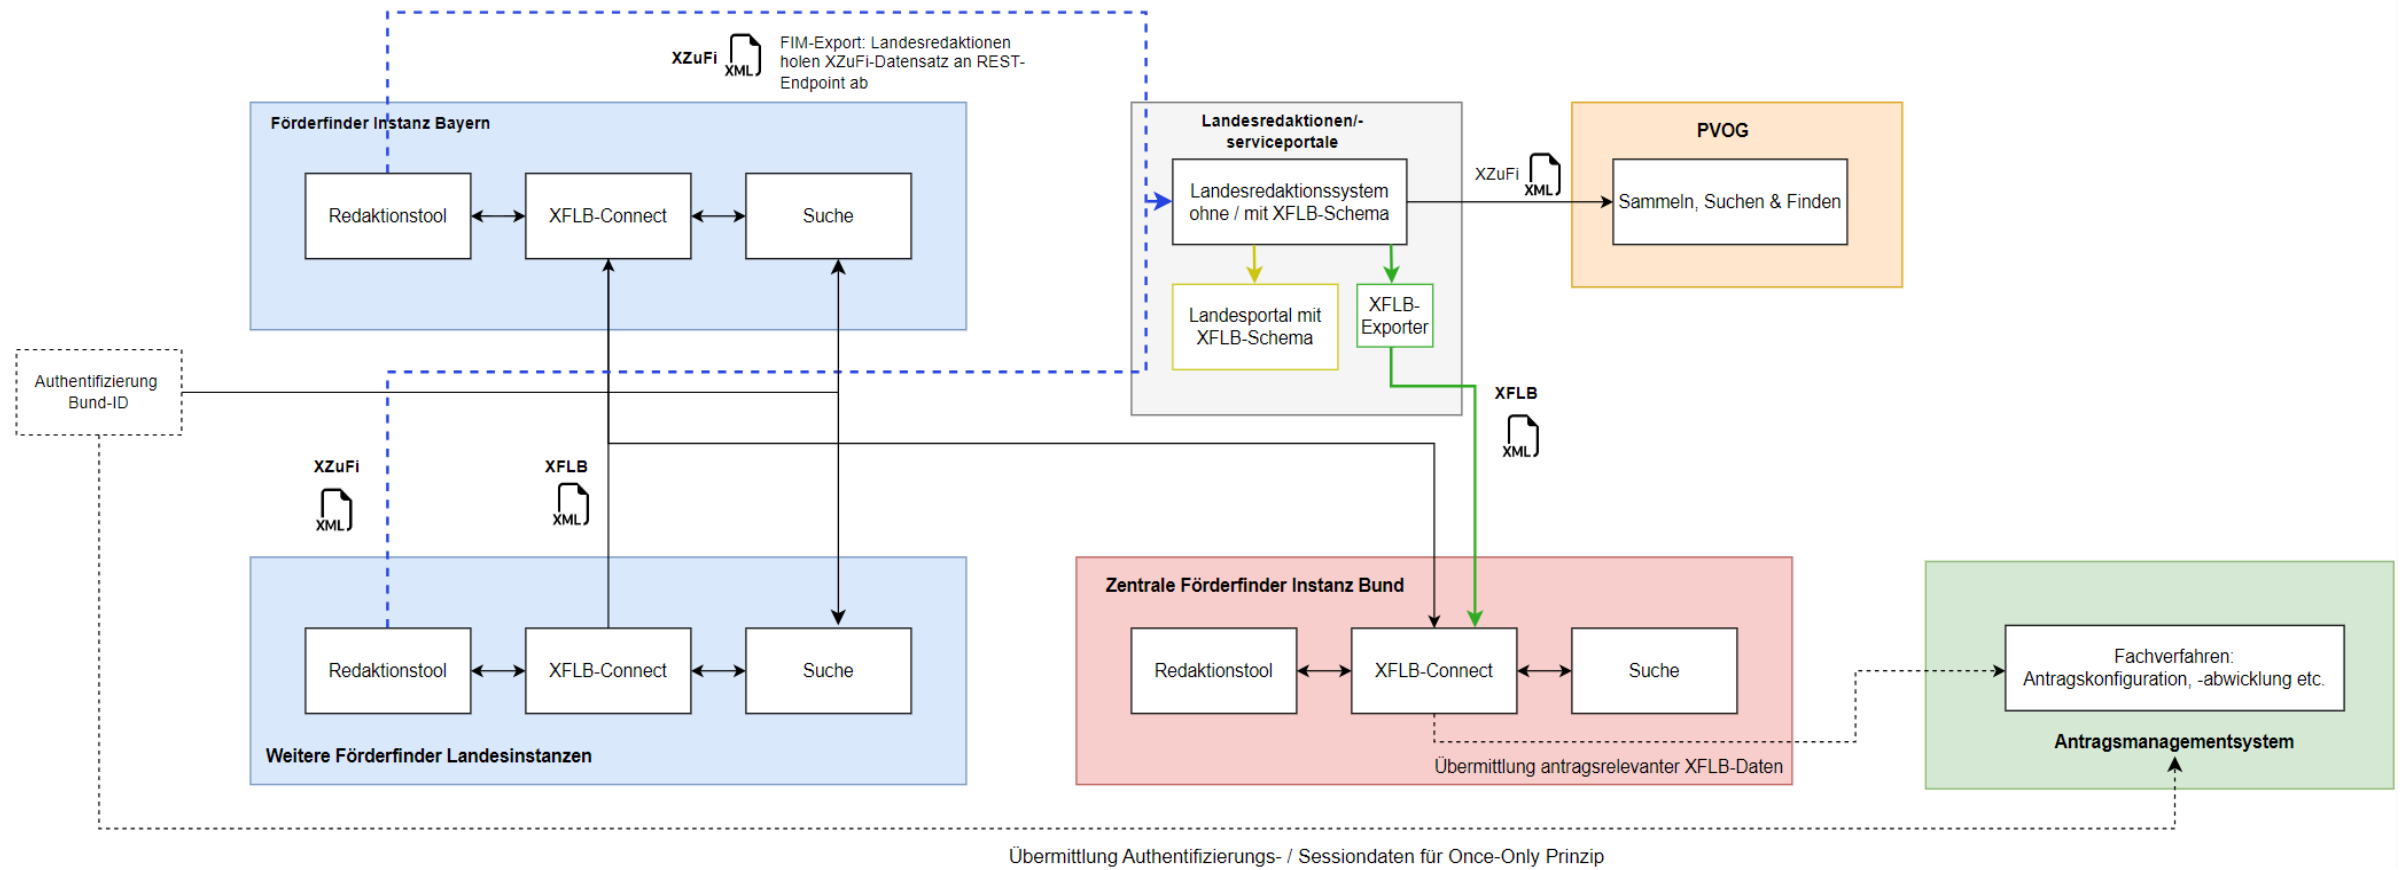 XZuFi
XML
FIM-Export: Landesredaktionen
holen XZuFi-Datensatz an REST-
Endpoint ab
Förderfinder Instanz Bayern
Redaktionstool
XFLB-Connect
Suche
Landesredaktionen/-
serviceportale
Landesredaktionssystem
ohne / mit XFLB-Schema
XZuFi
XML
PVOG
Sammeln, Suchen & Finden
Landesportal mit
XFLB-Schema
XFLB-
Exporter
Authentifizierung
Bund-ID
XFLB
XML
XZuFi
XML
XFLB
XML
Redaktionstool
XFLB-Connect
Suche
Weitere Förderfinder Landesinstanzen
Zentrale Förderfinder Instanz Bund
Redaktionstool
XFLB-Connect
Suche
Übermittlung antragsrelevanter XFLB-Daten
Fachverfahren:
Antragskonfiguration, -abwicklung etc.
Antragsmanagementsystem
Übermittlung Authentifizierungs- / Sessiondaten für Once-Only Prinzip